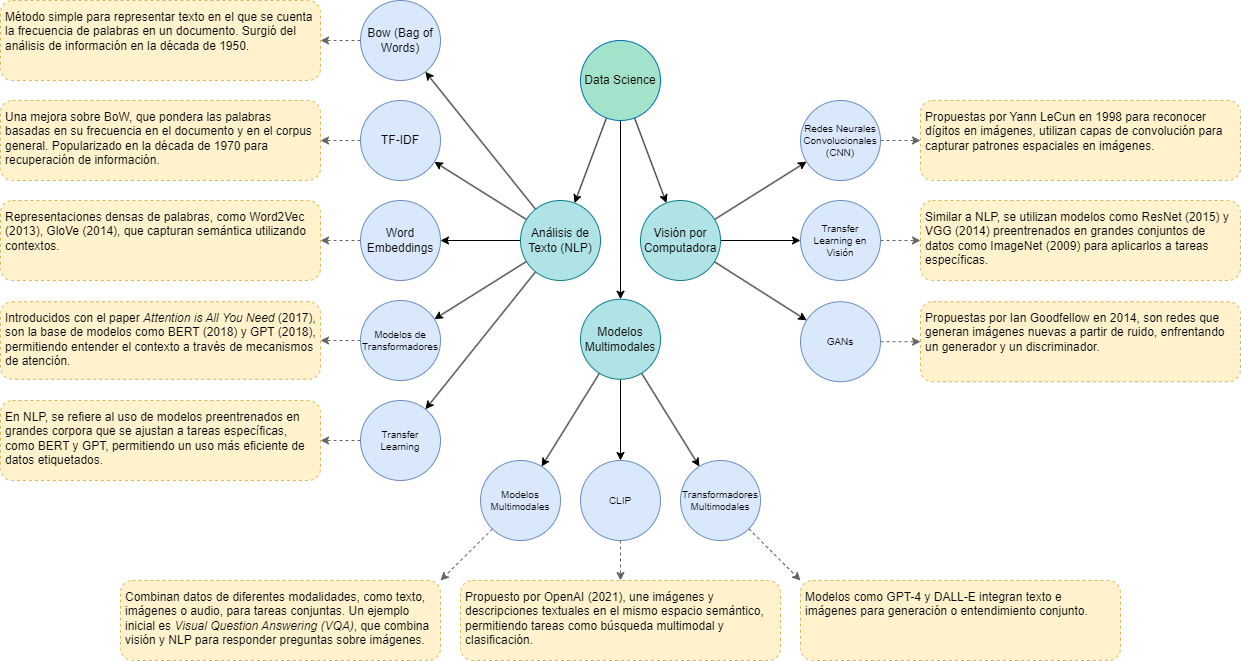 Data Science
Análisis de
Texto (NLP)
Bow (Bag of
Words)
Método simple para representar texto en el que se cuenta
la frecuencia de palabras en un documento. Surgió del
análisis de información en la década de 1950.
TF-IDF
Una mejora sobre BoW, que pondera las palabras
basadas en su frecuencia en el documento y en el corpus
general. Popularizado en la década de 1970 para
recuperación de información.
Word
Embeddings
Representaciones densas de palabras, como Word2Vec
(2013), GloVe (2014), que capturan semántica utilizando
contextos.
Modelos de
Transformadores
Introducidos con el paper Attention is All You Need (2017),
son la base de modelos como BERT (2018) y GPT (2018),
permitiendo entender el contexto a través de mecanismos
de atención.
Transfer
Learning
En NLP, se refiere al uso de modelos preentrenados en
grandes corpora que se ajustan a tareas específicas,
como BERT y GPT, permitiendo un uso más eficiente de
datos etiquetados.
Visión por
Computadora
Redes Neurales
Convolucionales
(CNN)
Propuestas por Yann LeCun en 1998 para reconocer
dígitos en imágenes, utilizan capas de convolución para
capturar patrones espaciales en imágenes.
Transfer
Learning en
Visión
Similar a NLP, se utilizan modelos como ResNet (2015) y
VGG (2014) preentrenados en grandes conjuntos de
datos como ImageNet (2009) para aplicarlos a tareas
específicas.
GANs
Propuestas por Ian Goodfellow en 2014, son redes que
generan imágenes nuevas a partir de ruido, enfrentando
un generador y un discriminador.
Modelos
Multimodales
Modelos
Multimodales
Combinan datos de diferentes modalidades, como texto,
imágenes o audio, para tareas conjuntas. Un ejemplo
inicial es Visual Question Answering (VQA), que combina
visión y NLP para responder preguntas sobre imágenes.
CLIP
Propuesto por OpenAI (2021), une imágenes y
descripciones textuales en el mismo espacio semántico,
permitiendo tareas como búsqueda multimodal y
clasificación.
Transformadores
Multimodales
Modelos como GPT-4 y DALL-E integran texto e
imágenes para generación o entendimiento conjunto.